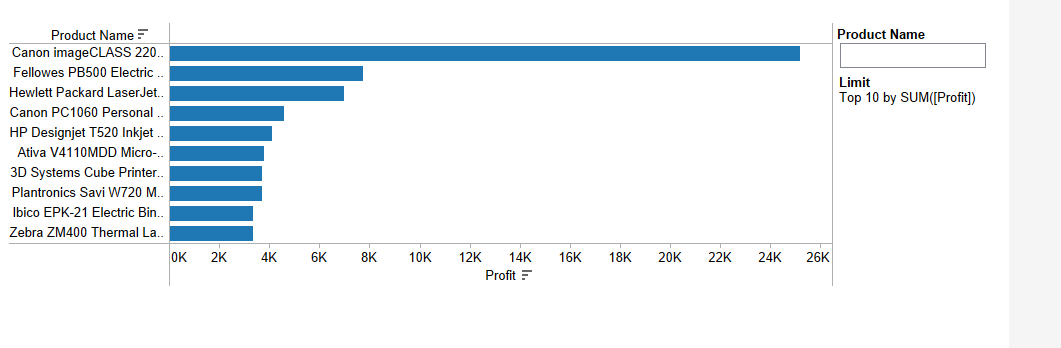 Product Name
Canon imageCLASS 220..
Fellowes PB500 Electric ..
Hewlett Packard LaserJet..
Canon PC1060 Personal ..
HP Designjet T520 Inkjet ..
Ativa V4110MDD Micro-..
3D Systems Cube Printer..
Plantronics Savi W720 M..
Ibico EPK-21 Electric Bin..
Zebra ZM400 Thermal La..
0K 2K 4K 6K 8K 10K 12K 14K 16K 18K 20K 22K 24K 26K
Profit
Product Name
Limit
Top 10 by SUM([Profit])